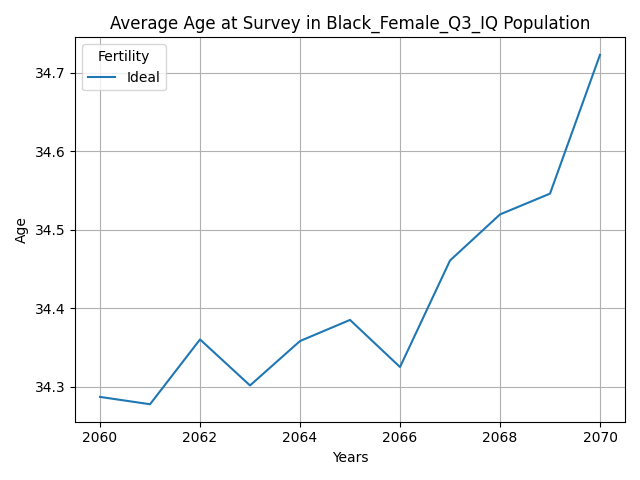 Average Age at Survey in Black_Female_Q3_IQ Population
Fertility
Ideal
34.7
34.6
34.5
34.4
34.3
Age
2060
2062
2064
2066
2068
2070
Years